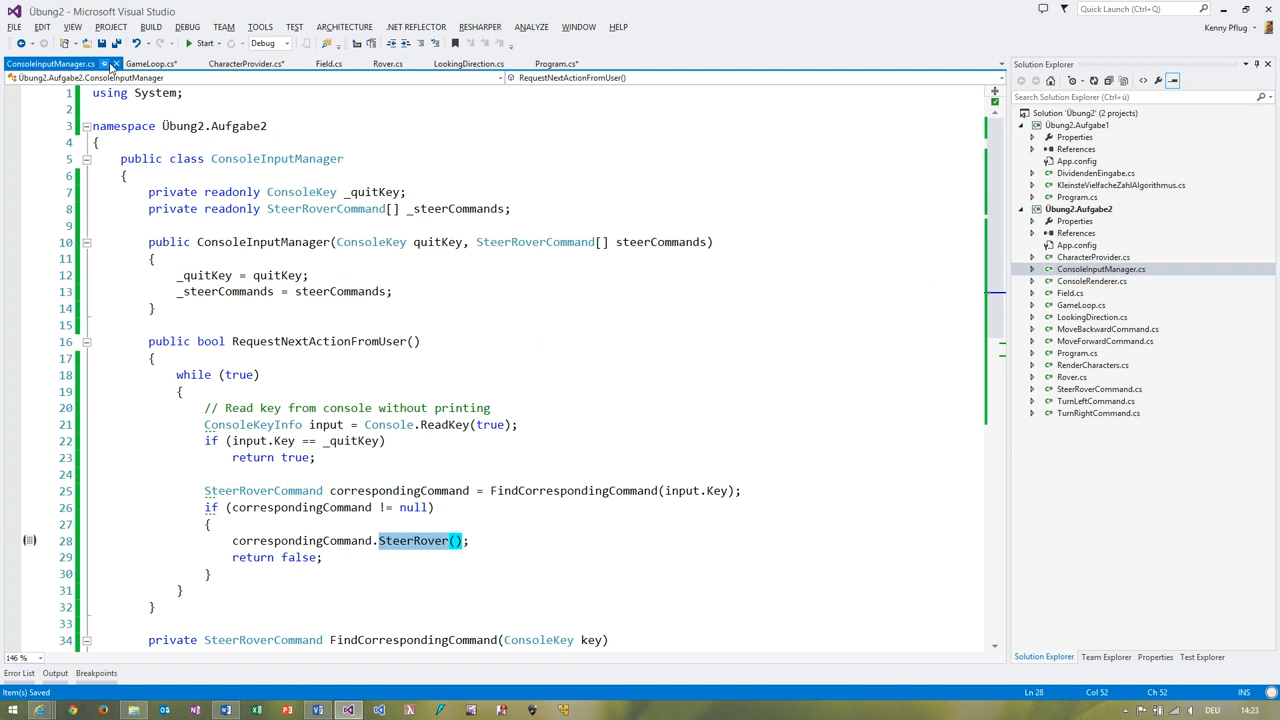 Übung2 - Microsoft Visual Studio
Quick Launch (Ctrl+Q)
FILE EDIT VIEW PROJECT BUILD DEBUG TEAM TOOLS TEST ARCHITECTURE .NET REFLECTOR RESHARPER ANALYZE WINDOW HELP
Kenny Pflug
Start Debug
ConsoleInputManager.cs GameLoop.cs* CharacterProvider.cs* Field.cs Rover.cs LookingDirection.cs Program.cs*
Übung2.Aufgabe2.ConsoleInputManager RequestNextActionFromUser()
1 using System;
2
3 namespace Übung2.Aufgabe2
4 {
5 public class ConsoleInputManager
6 {
7 private readonly ConsoleKey _quitKey;
8 private readonly SteerRoverCommand[] _steerCommands;
9
10 public ConsoleInputManager(ConsoleKey quitKey, SteerRoverCommand[] steerCommands)
11 {
12 _quitKey = quitKey;
13 _steerCommands = steerCommands;
14 }
15
16 public bool RequestNextActionFromUser()
17 {
18 while (true)
19 {
20 // Read key from console without printing
21 ConsoleKeyInfo input = Console.ReadKey(true);
22 if (input.Key == _quitKey)
23 return true;
24
25 SteerRoverCommand correspondingCommand = FindCorrespondingCommand(input.Key);
26 if (correspondingCommand != null)
27 {
28 correspondingCommand.SteerRover();
29 return false;
30 }
31 }
32 }
33
34 private SteerRoverCommand FindCorrespondingCommand(ConsoleKey key)
146 %
Solution Explorer
Search Solution Explorer (Ctrl+ü)
Solution 'Übung2' (2 projects)
Übung2.Aufgabe1
Properties
References
App.config
DividendenEingabe.cs
KleinsteVielfacheZahlAlgorithmus.cs
Program.cs
Übung2.Aufgabe2
Properties
References
App.config
CharacterProvider.cs
ConsoleInputManager.cs
ConsoleRenderer.cs
Field.cs
GameLoop.cs
LookingDirection.cs
MoveBackwardCommand.cs
MoveForwardCommand.cs
Program.cs
RenderCharacters.cs
Rover.cs
SteerRoverCommand.cs
TurnLeftCommand.cs
TurnRightCommand.cs
Solution Explorer Team Explorer Properties Test Explorer
Error List Output Breakpoints
Item(s) Saved Ln 28 Col 52 Ch 52 INS
DEU 14:23